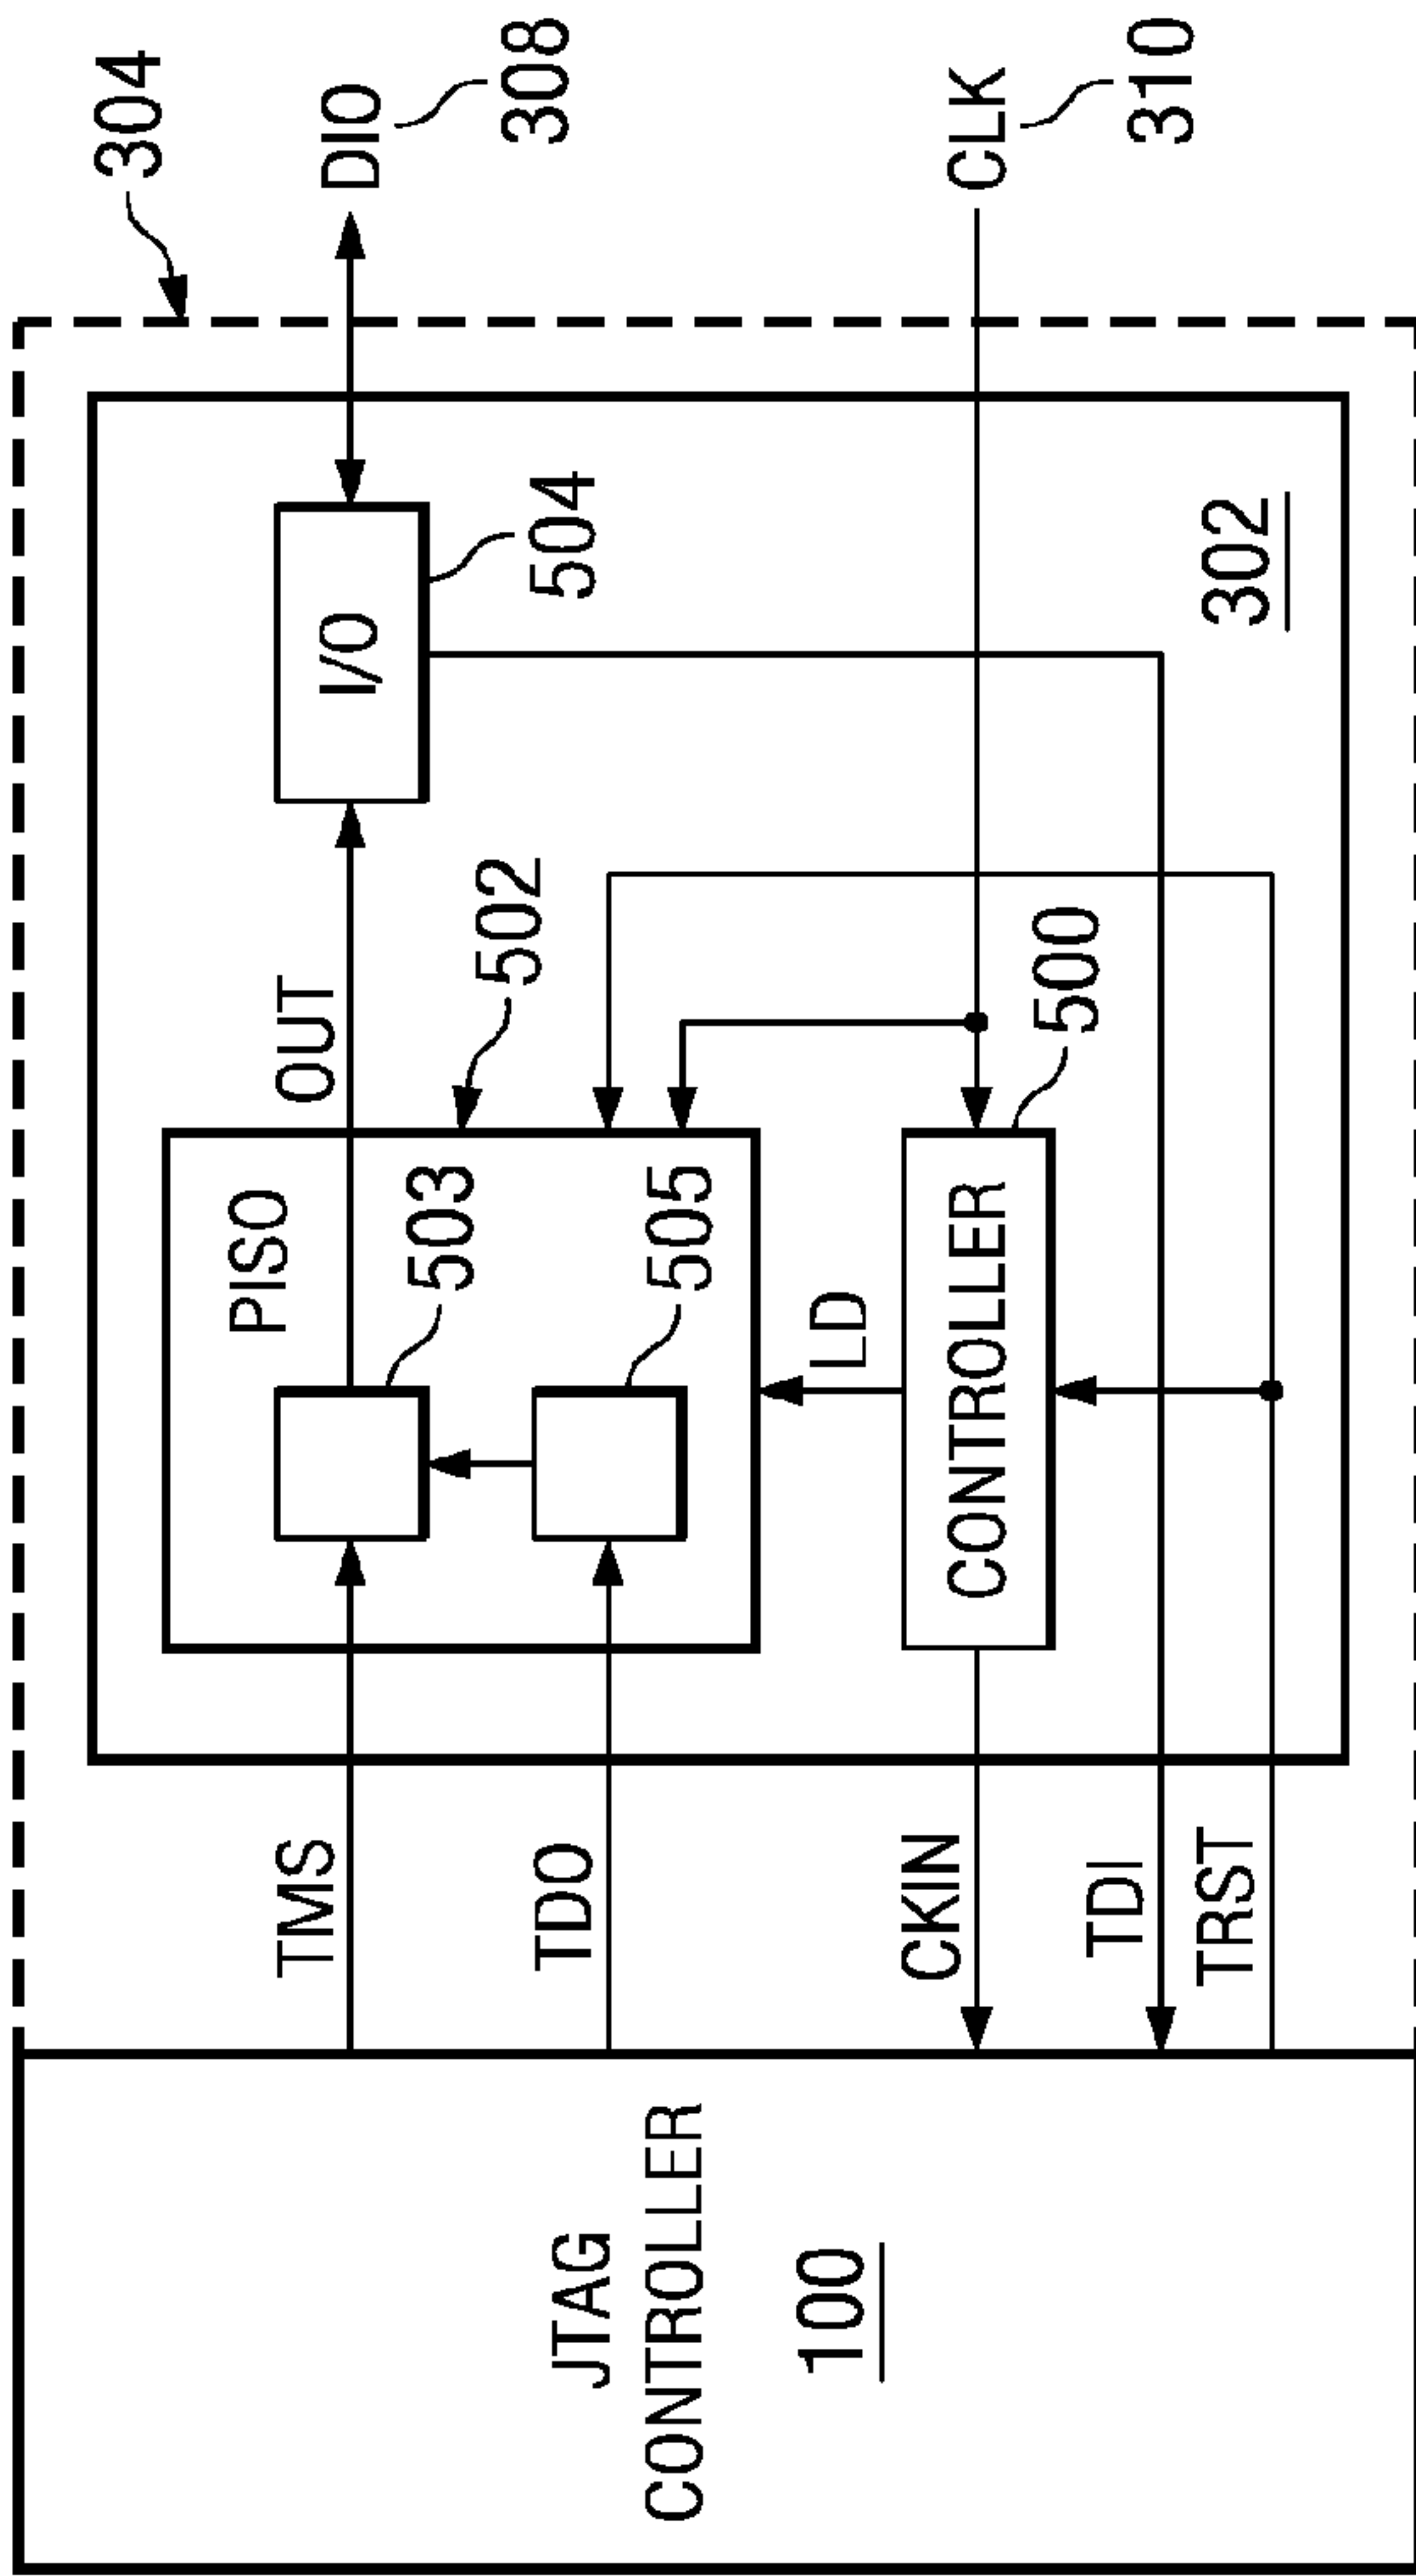 304
DIO
308
PISO
OUT
I/O
TMS
503
502
504
TDO
505
JTAG
CONTROLLER
100
LD
CKIN
CONTROLLER
500
CLK
310
TDI
TRST
302